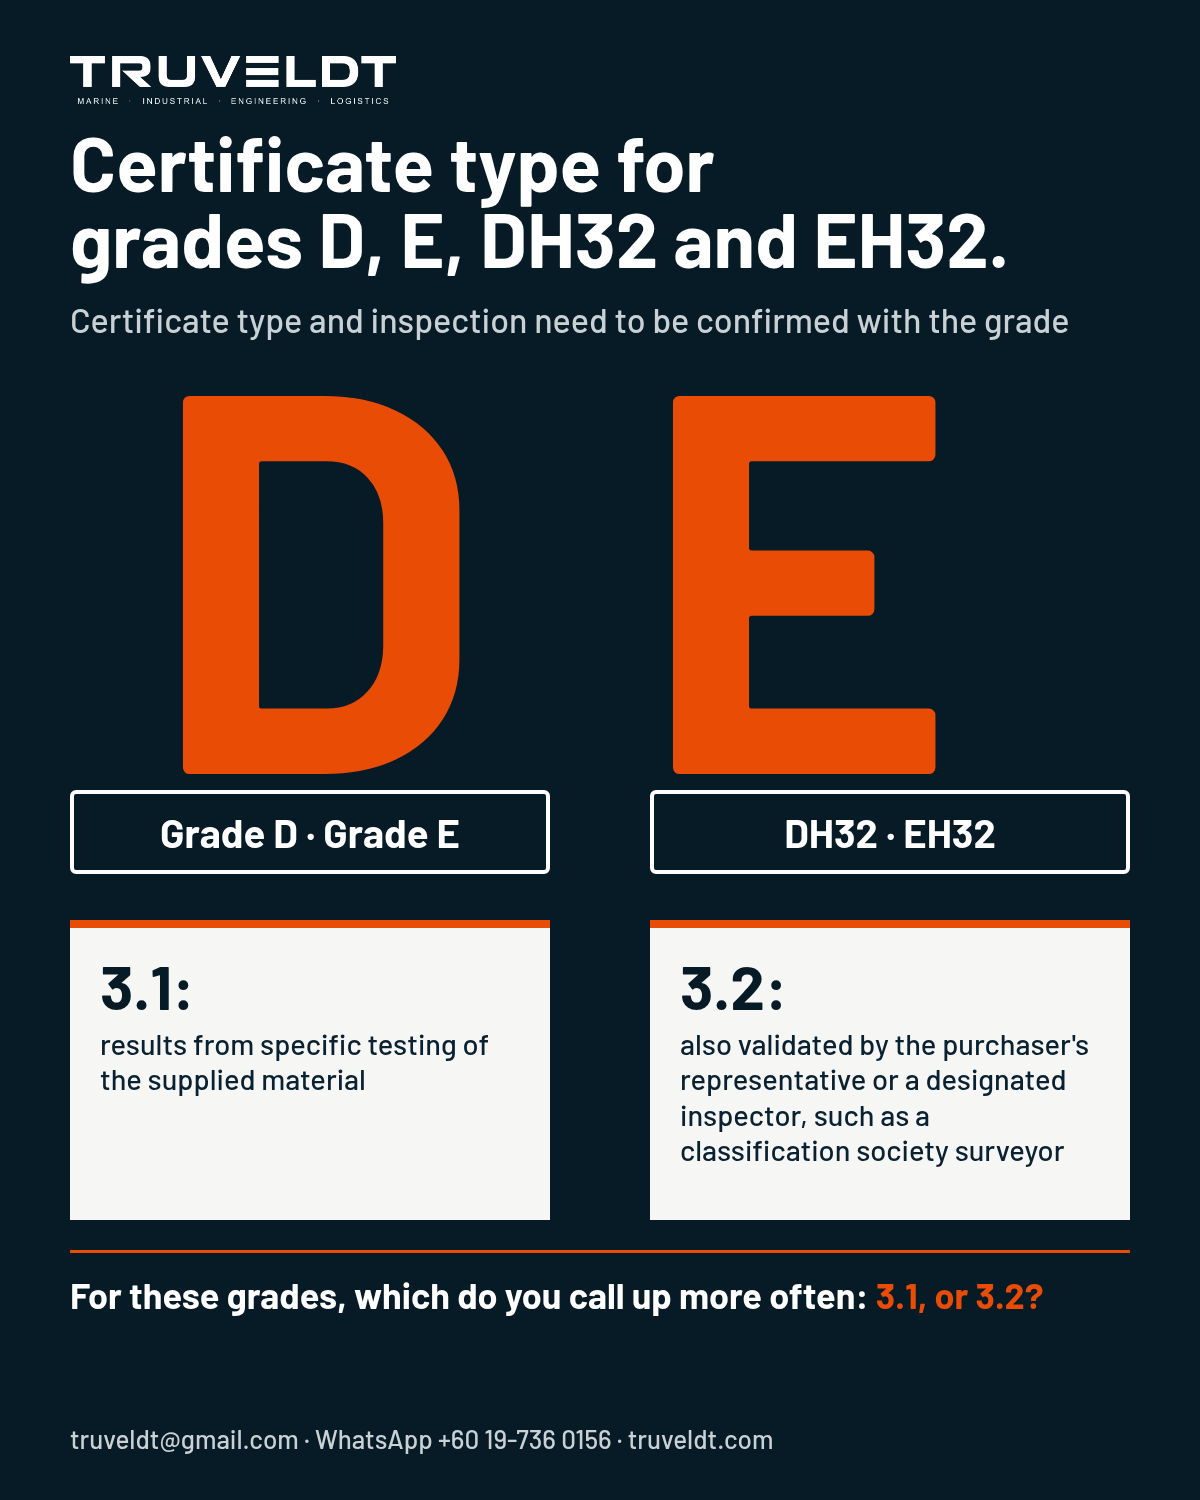 TRUVELDT
MARINE · INDUSTRIAL · ENGINEERING · LOGISTICS
Certificate type for
grades D, E, DH32 and EH32.
Certificate type and inspection need to be confirmed with the grade
D E
Grade D · Grade E
DH32 · EH32
3.1:
results from specific testing of
the supplied material
3.2:
also validated by the purchaser's
representative or a designated
inspector, such as a
classification society surveyor
For these grades, which do you call up more often: 3.1, or 3.2?
truveldt@gmail.com · WhatsApp +60 19-736 0156 · truveldt.com